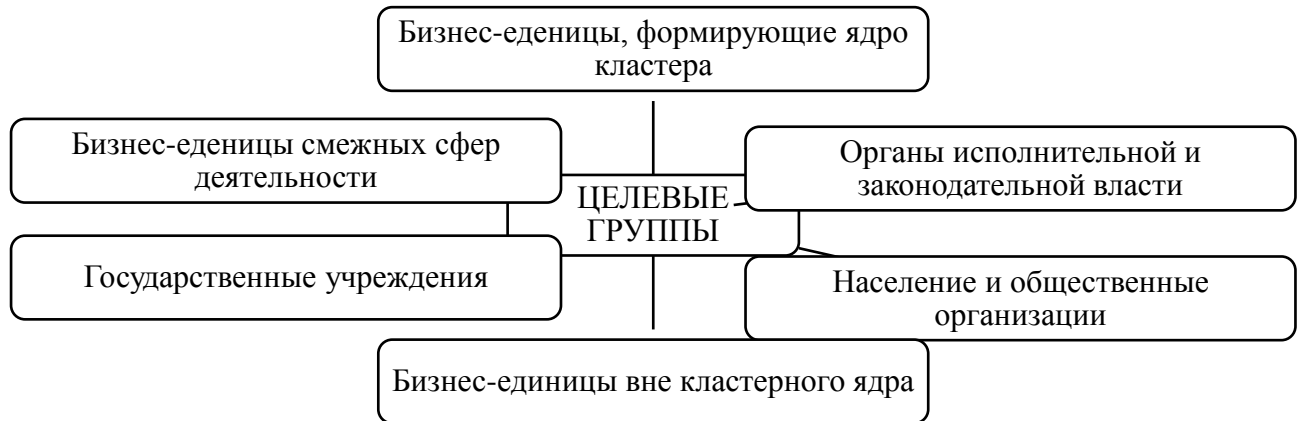 Бизнес-еденицы, формирующие ядро
кластера
Бизнес-еденицы смежных сфер
деятельности
Органы исполнительной и
законодательной власти
ЦЕЛЕВЫЕ
ГРУППЫ
Государственные учреждения
Население и общественные
организации
Бизнес-единицы вне кластерного ядра